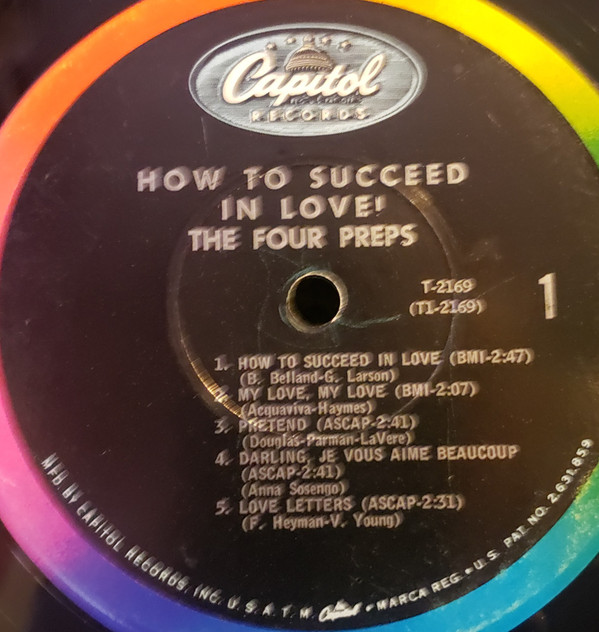 Capitol
RECORDS
HOW TO SUCCEED
IN LOVE!
THE FOUR PREPS
T-2169
(T1-2169)
1
1. HOW TO SUCCEED IN LOVE (BMI-2:47)
(B. Belland-G. Larson)
2. MY LOVE, MY LOVE (BMI-2:07)
(Acquaviva-Haymes)
3. PRETEND (ASCAP-2:41)
(Douglas-Parman-LaVere)
4. DARLING, JE VOUS AIME BEAUCOUP
(ASCAP-2:41)
(Anna Sosengo)
5. LOVE LETTERS (ASCAP-2:31)
(F. Heyman-V. Young)
MFD. BY CAPITOL RECORDS, INC. U.S.A. T.M. Capitol • MARCA REG. • U.S. PAT. NO. 2,631,859